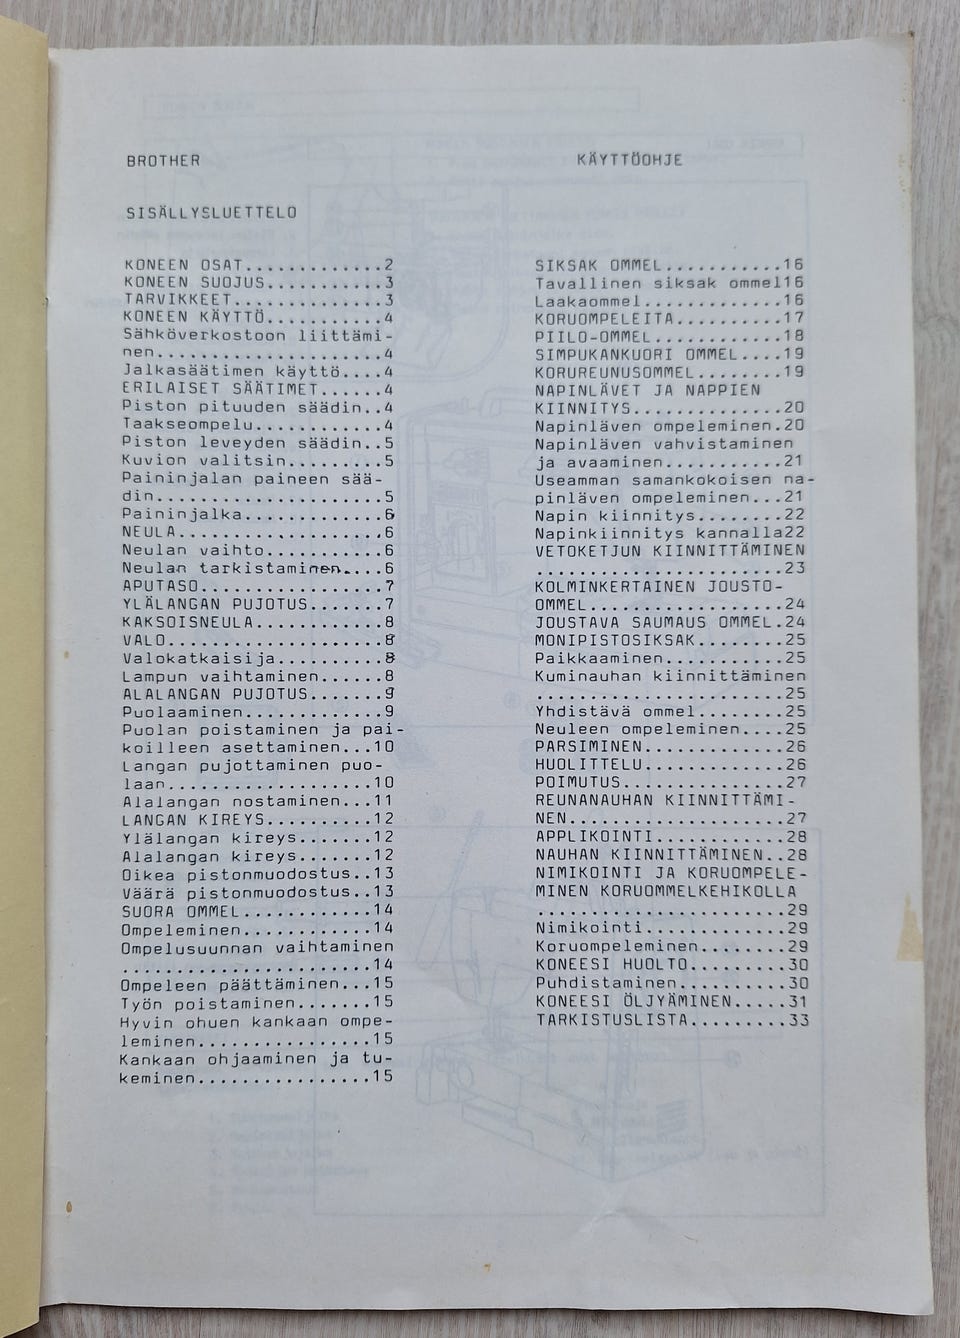 BROTHER
KÄYTTÖOHJE
SISÄLLYSLUETTELO
KONEEN OSAT.............2
KONEEN SUOJUS...........3
TARVIKKEET..............3
KONEEN KÄYTTÖ...........4
Sähköverkostoon liittämi-
nen.....................4
Jalkasäätimen käyttö....4
ERILAISET SÄÄTIMET......4
Piston pituuden säädin..4
Taakseompelu............4
Piston leveyden säädin..5
Kuvion valitsin.........5
Paininjalan paineen sää-
din.....................5
Paininjalka.............6
NEULA...................6
Neulan vaihto...........6
Neulan tarkistaminen....6
APUTASO.................7
YLÄLANGAN PUJOTUS.......7
KAKSOISNEULA............8
VALO....................8
Valokatkaisija..........8
Lampun vaihtaminen......8
ALALANGAN PUJOTUS.......9
Puolaaminen.............9
Puolan poistaminen ja pai-
koilleen asettaminen...10
Langan pujottaminen puo-
laan...................10
Alalangan nostaminen...11
LANGAN KIREYS..........12
Ylälangan kireys.......12
Alalangan kireys.......12
Oikea pistonmuodostus..13
Väärä pistonmuodostus..13
SUORA OMMEL............14
Ompeleminen............14
Ompelusuunnan vaihtaminen
.......................14
Ompeleen päättäminen...15
Työn poistaminen.......15
Hyvin ohuen kankaan ompe-
leminen................15
Kankaan ohjaaminen ja tu-
keminen................15
SIKSAK OMMEL...........16
Tavallinen siksak ommel16
Laakaommel.............16
KORUOMPELEITA..........17
PIILO-OMMEL............18
SIMPUKANKUORI OMMEL....19
KORUREUNUSOMMEL........19
NAPINLÄVET JA NAPPIEN
KIINNITYS..............20
Napinläven ompeleminen.20
Napinläven vahvistaminen
ja avaaminen...........21
Useamman samankokoisen na-
pinläven ompeleminen...21
Napin kiinnitys........22
Napinkiinnitys kannalla22
VETOKETJUN KIINNITTÄMINEN
.......................23
KOLMINKERTAINEN JOUSTO-
OMMEL..................24
JOUSTAVA SAUMAUS OMMEL.24
MONIPISTOSIKSAK........25
Paikkaaminen...........25
Kuminauhan kiinnittäminen
.......................25
Yhdistävä ommel........25
Neuleen ompeleminen....25
PARSIMINEN.............26
HUOLITTELU.............26
POIMUTUS...............27
REUNANAUHAN KIINNITTÄMI-
NEN....................27
APPLIKOINTI............28
NAUHAN KIINNITTÄMINEN..28
NIMIKOINTI JA KORUOMPELE-
MINEN KORUOMMELKEHIKOLLA
.......................29
Nimikointi.............29
Koruompeleminen........29
KONEESI HUOLTO.........30
Puhdistaminen..........30
KONEESI ÖLJYÄMINEN.....31
TARKISTUSLISTA.........33